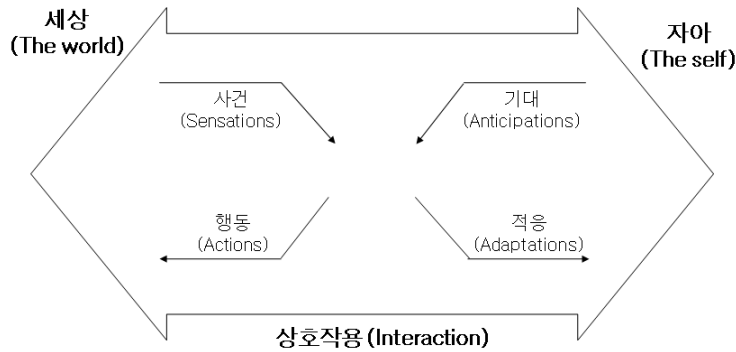 세상
(The world)
자아
(The self)
사건
(Sensations)
기대
(Anticipations)
행동
(Actions)
적응
(Adaptations)
상호작용(Interaction)